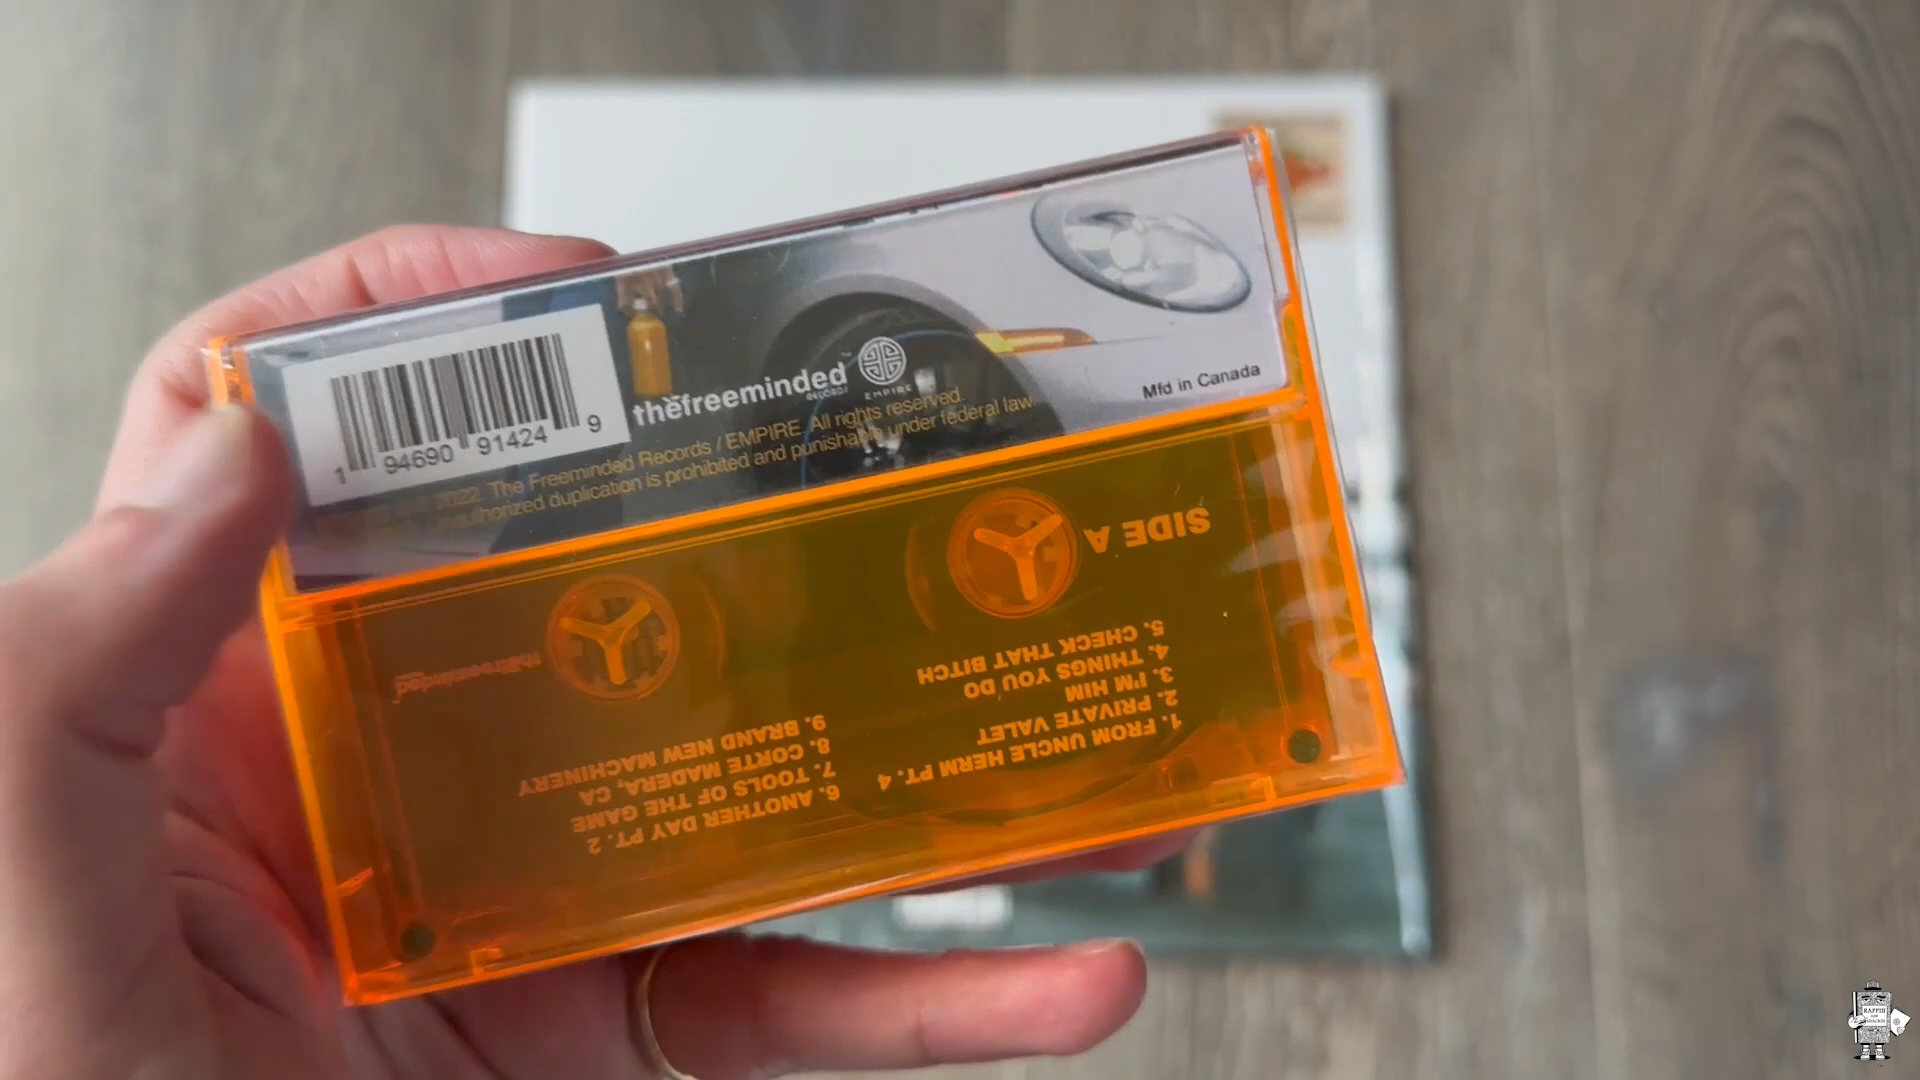 1 94690 91424 9
thefreeminded
RECORDS
EMPIRE
Mfd in Canada
2022. The Freeminded Records / EMPIRE. All rights reserved.
Unauthorized duplication is prohibited and punishable under federal law.
SIDE A
1. FROM UNCLE HERM PT. 4
2. PRIVATE VALET
3. I'M HIM
4. THINGS YOU DO
5. CHECK THAT BITCH
6. ANOTHER DAY PT. 2
7. TOOLS OF THE GAME
8. CORTE MADERA, CA
9. BRAND NEW MACHINERY
thefreeminded
RAPPIN